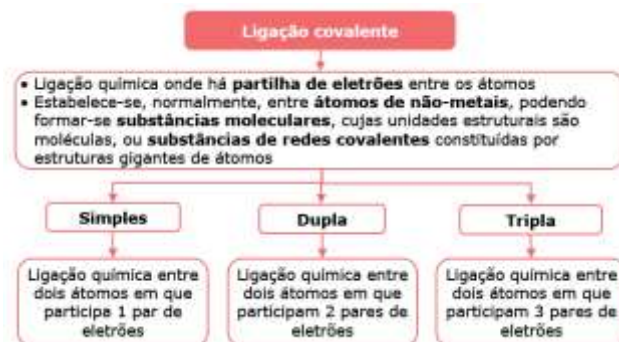 Ligação covalente
• Ligação química onde há partilha de eletrões entre os átomos
• Estabelece-se, normalmente, entre átomos de não-metais, podendo
formar-se substâncias moleculares, cujas unidades estruturais são
moléculas, ou substâncias de redes covalentes constituídas por
estruturas gigantes de átomos
Simples
Dupla
Tripla
Ligação química entre
dois átomos em que
participa 1 par de
eletrões
Ligação química entre
dois átomos em que
participam 2 pares de
eletrões
Ligação química entre
dois átomos em que
participam 3 pares de
eletrões